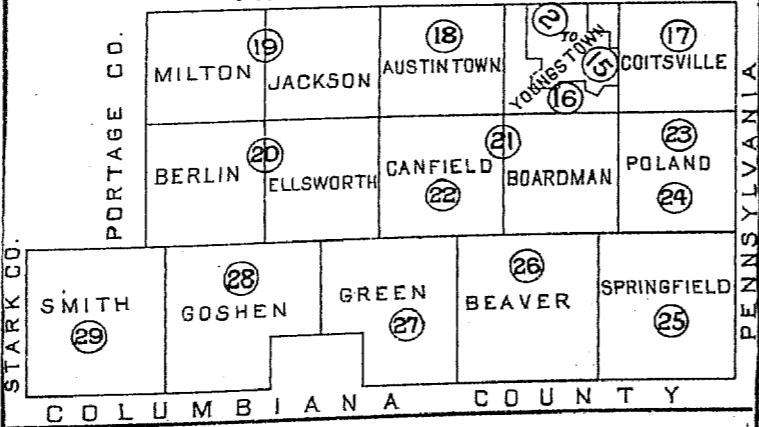 PORTAGE CO.
STARK CO.
PENNSYLVANIA
MILTON
19
JACKSON
18
AUSTINTOWN
2
TO
15
YOUNGSTOWN
16
17
COITSVILLE
BERLIN
20
ELLSWORTH
CANFIELD
22
21
BOARDMAN
23
POLAND
24
SMITH
29
28
GOSHEN
GREEN
27
26
BEAVER
SPRINGFIELD
25
COLUMBIANA COUNTY